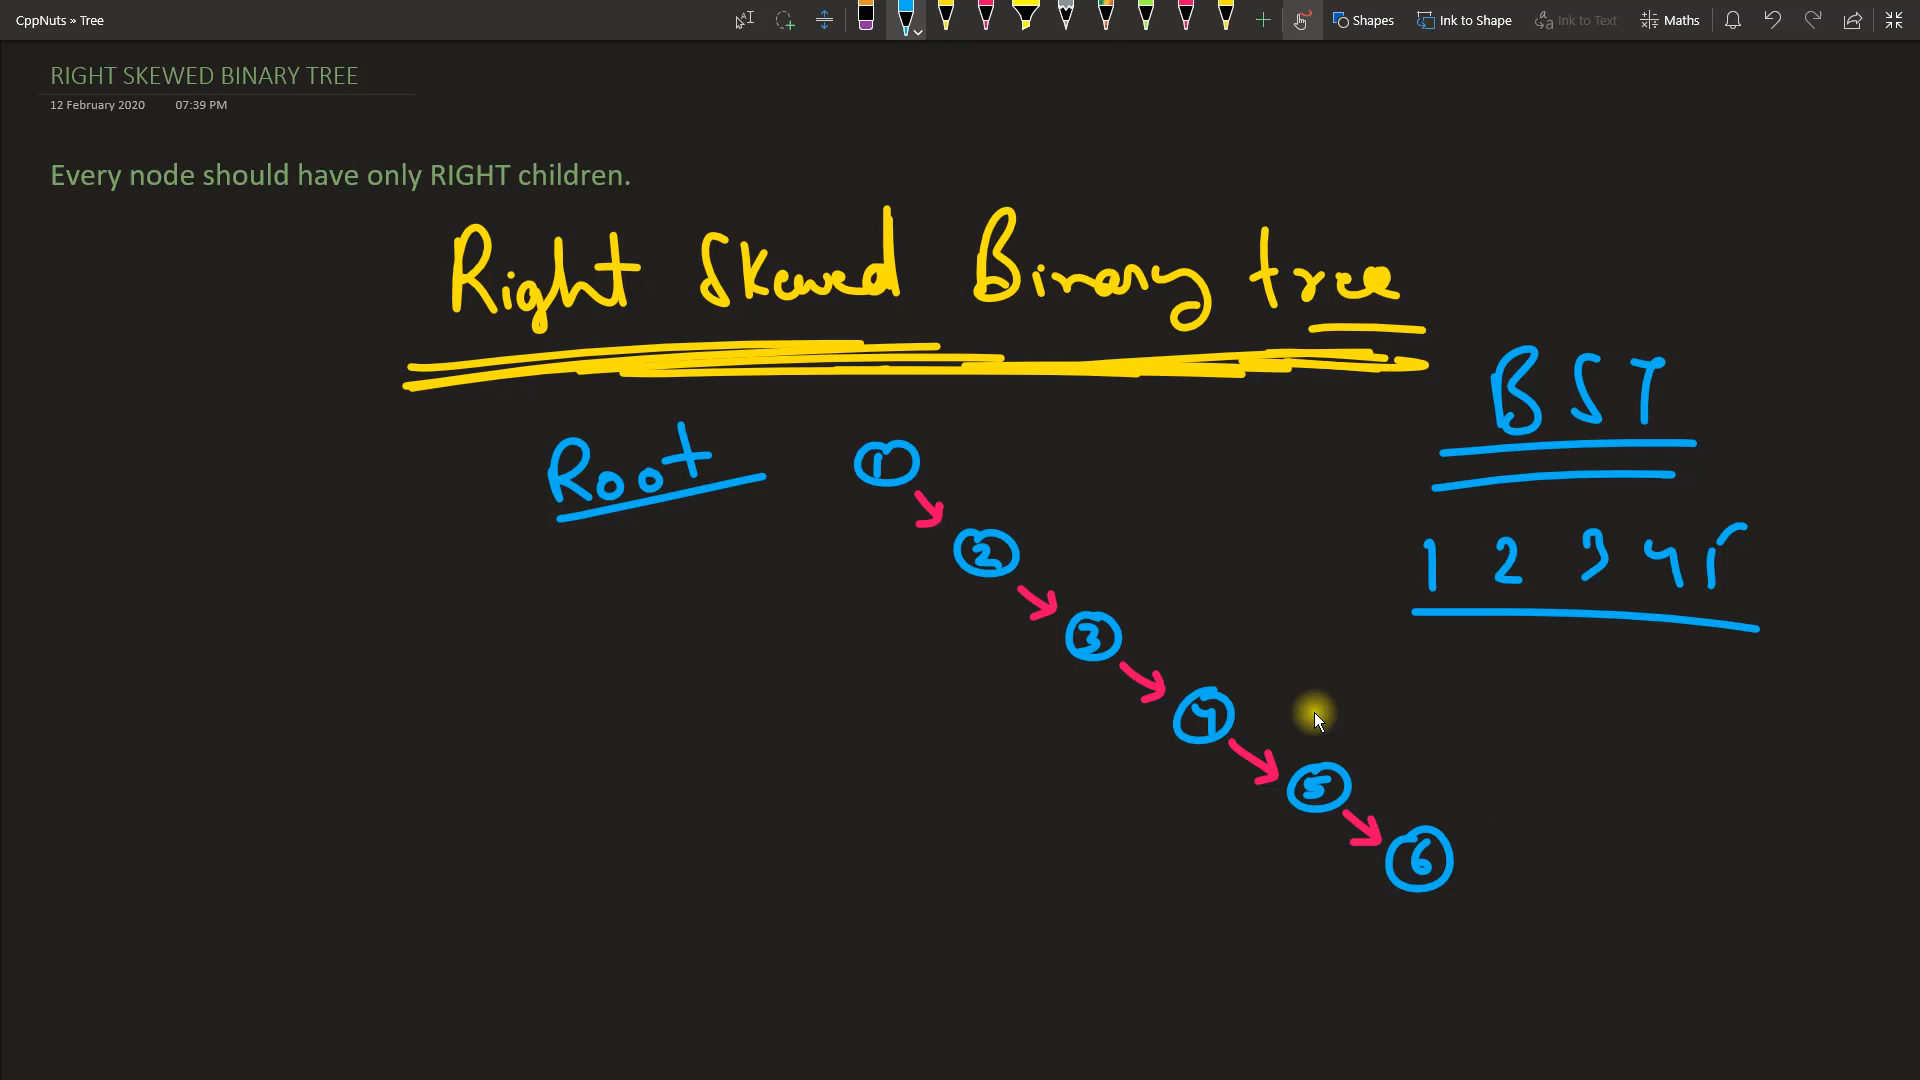 CppNuts » Tree
Shapes Ink to Shape Ink to Text Maths
RIGHT SKEWED BINARY TREE
12 February 2020 07:39 PM
Every node should have only RIGHT children.
Right Skewed Binary tree
BST
Root
1
2
1 2 3 4 5
3
4
5
6